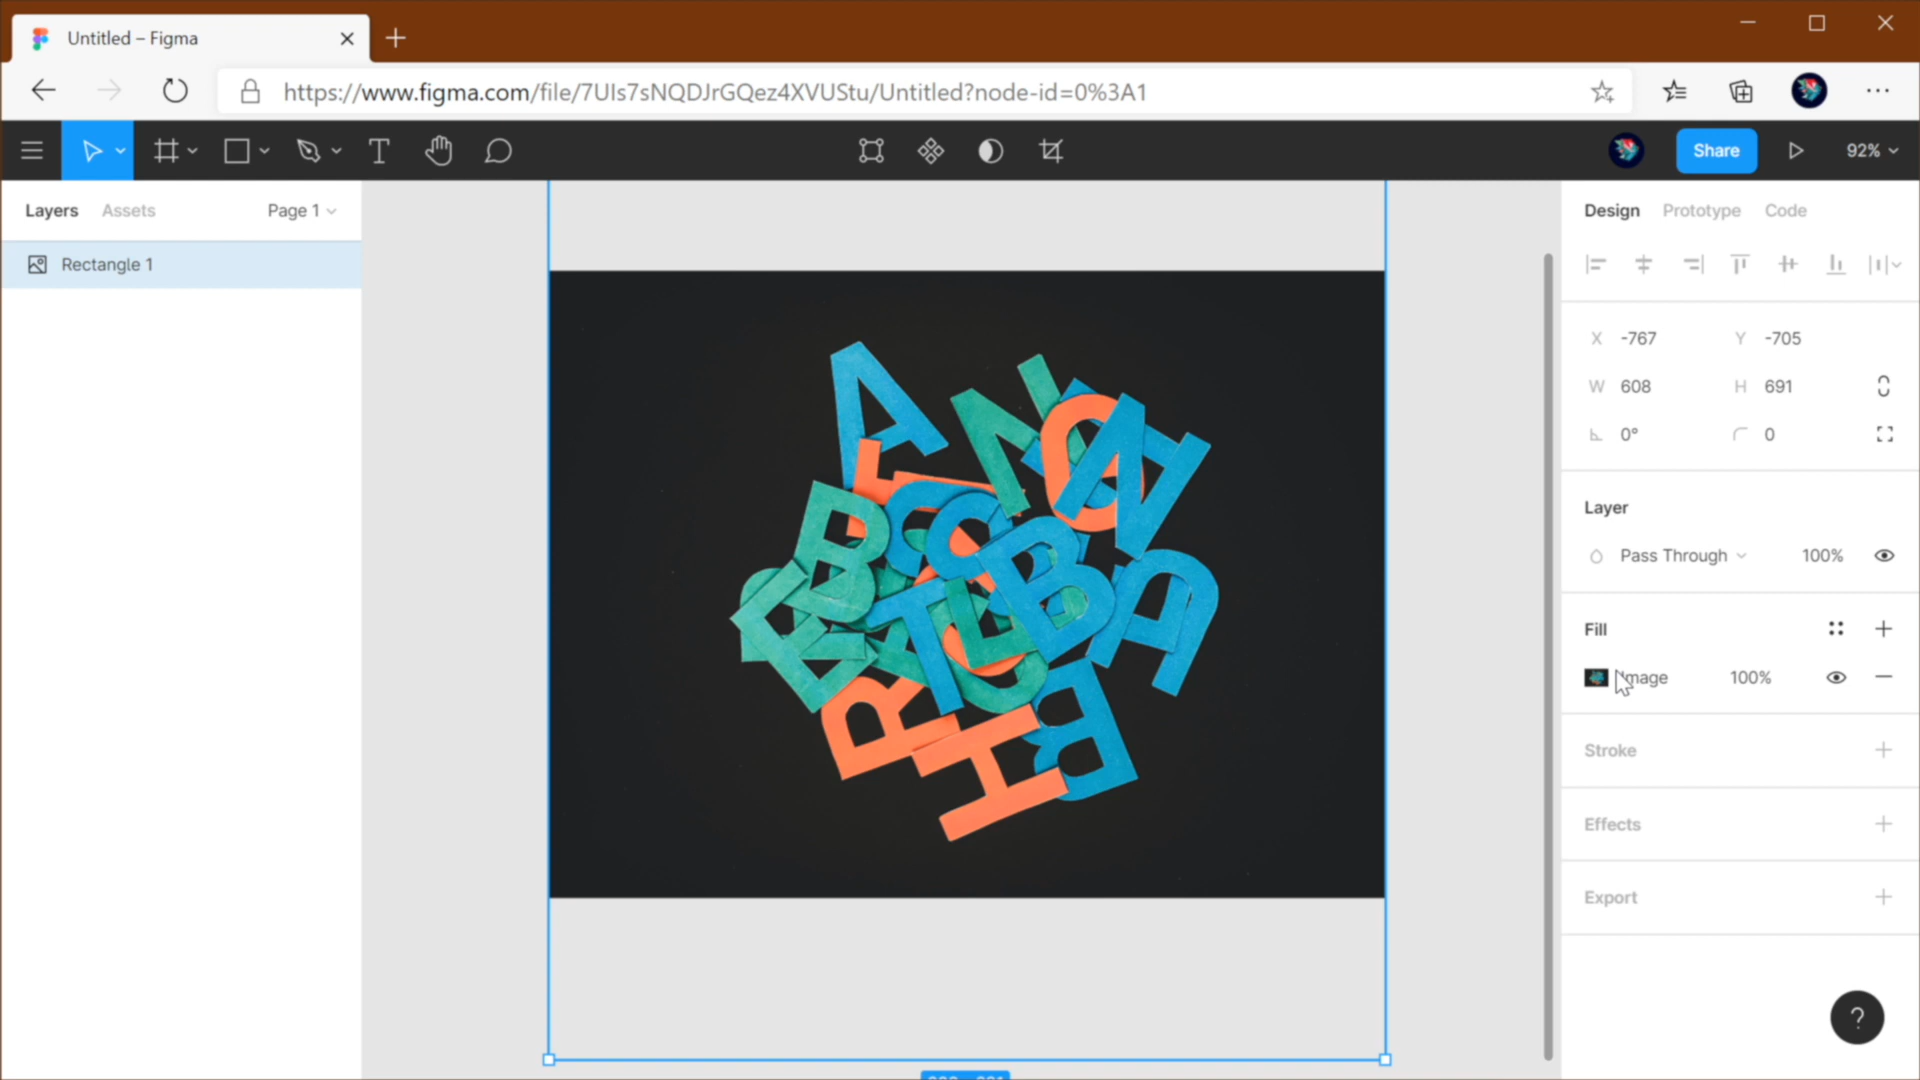 Untitled – Figma
https://www.figma.com/file/7UIs7sNQDJrGQez4XVUStu/Untitled?node-id=0%3A1
T
Share
92%
Layers Assets Page 1
Design Prototype Code
Rectangle 1
X -767 Y -705
W 608 H 691
0° 0
Layer
Pass Through 100%
Fill
Image 100%
Stroke
Effects
Export
?
A
N
O
A
B
C
C
B
A
E
T
L
R
H
B